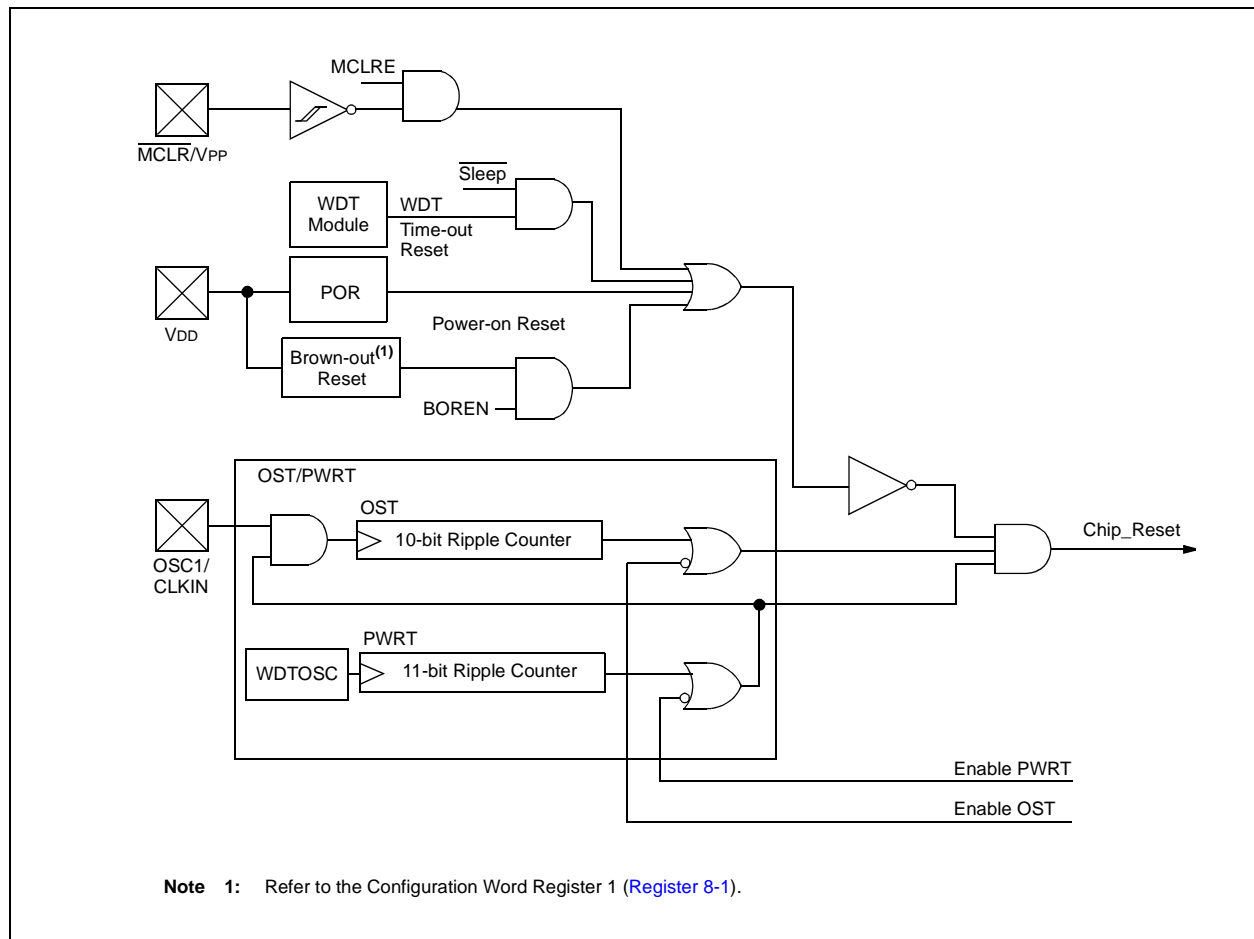 MCLRE
MCLR/VPP
Sleep
WDT
Module
WDT
Time-out
Reset
POR
VDD
Power-on Reset
Brown-out(1)
Reset
BOREN
OST/PWRT
OST
10-bit Ripple Counter
Chip_Reset
OSC1/
CLKIN
PWRT
WDTOSC
11-bit Ripple Counter
Enable PWRT
Enable OST
Note 1: Refer to the Configuration Word Register 1 (Register 8-1).